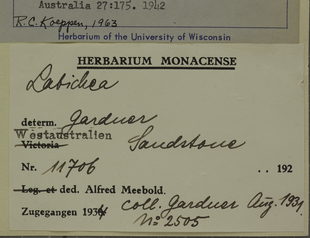 Australia 27:175. 1942
R.C. Koeppen, 1963
Herbarium of the University of Wisconsin
HERBARIUM MONACENSE
Labichea
determ. Gardner
Westaustralien
Victoria Sandstone
Nr. 11706 . . 192
Leg. et ded. Alfred Meebold.
Zugegangen 1934 coll. Gardner Aug. 1931.
No 2505